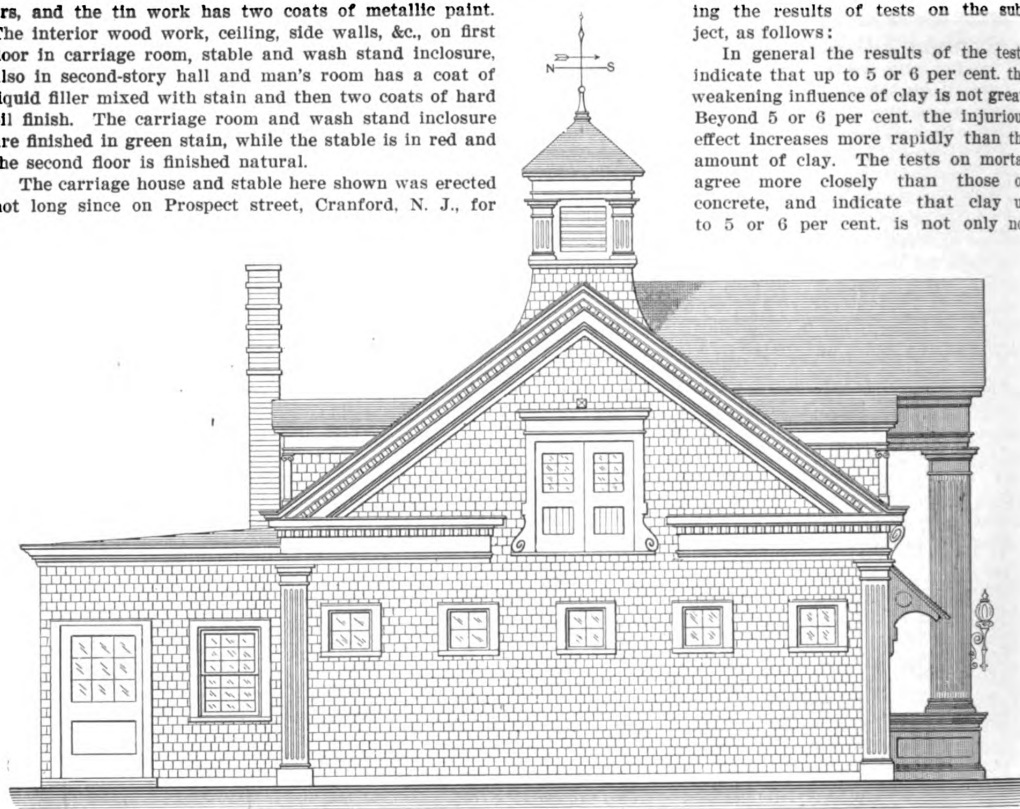 rs, and the tin work has two coats of metallic paint.
The interior wood work, ceiling, side walls, &c., on first
loor in carriage room, stable and wash stand inclosure,
also in second-story hall and man's room has a coat of
liquid filler mixed with stain and then two coats of hard
oil finish. The carriage room and wash stand inclosure
are finished in green stain, while the stable is in red and
the second floor is finished natural.
The carriage house and stable here shown was erected
not long since on Prospect street, Cranford, N. J., for
ing the results of tests on the sub
ject, as follows:
In general the results of the test
indicate that up to 5 or 6 per cent. th
weakening influence of clay is not grea
Beyond 5 or 6 per cent. the injuriou
effect increases more rapidly than th
amount of clay. The tests on morta
agree more closely than those o
concrete, and indicate that clay u
to 5 or 6 per cent. is not only no
N S